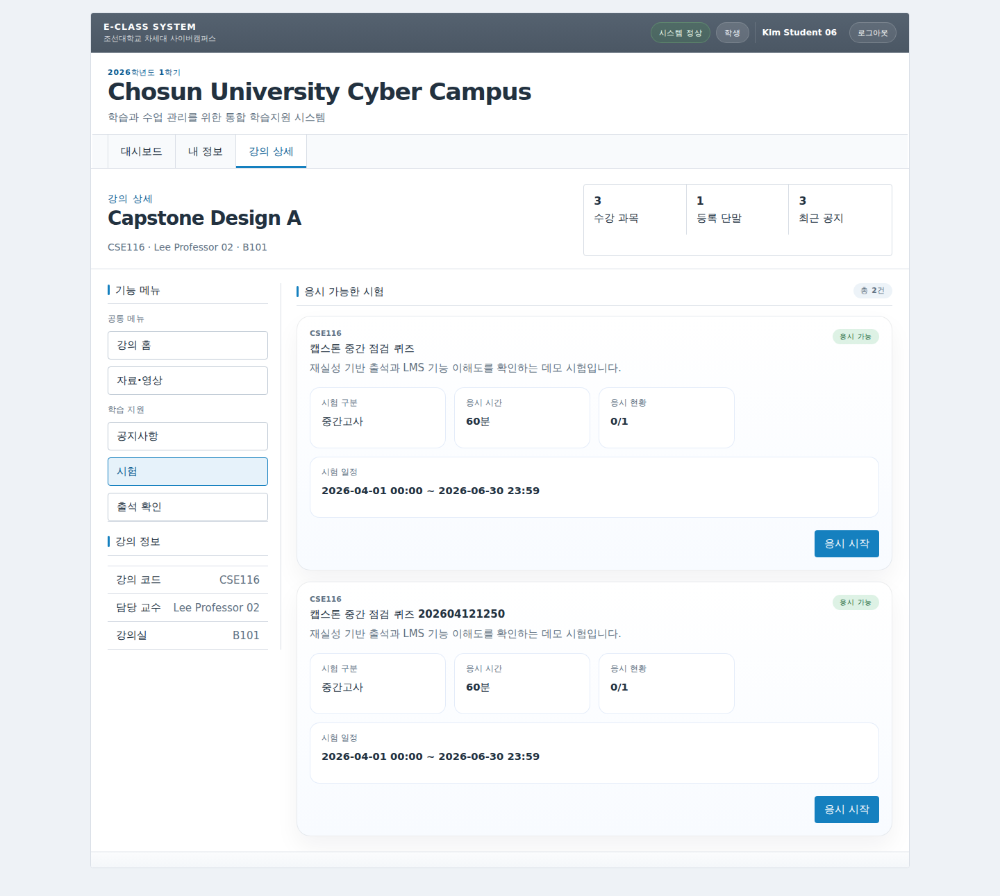 E-CLASS SYSTEM
조선대학교 차세대 사이버캠퍼스
시스템 정상
학생
Kim Student 06
로그아웃
2026학년도 1학기
Chosun University Cyber Campus
학습과 수업 관리를 위한 통합 학습지원 시스템
대시보드
내 정보
강의 상세
강의 상세
Capstone Design A
CSE116 · Lee Professor 02 · B101
3
수강 과목
1
등록 단말
3
최근 공지
기능 메뉴
공통 메뉴
강의 홈
자료·영상
학습 지원
공지사항
시험
출석 확인
강의 정보
강의 코드 CSE116
담당 교수 Lee Professor 02
강의실 B101
응시 가능한 시험
총 2건
CSE116
응시 가능
캡스톤 중간 점검 퀴즈
재실성 기반 출석과 LMS 기능 이해도를 확인하는 데모 시험입니다.
시험 구분
중간고사
응시 시간
60분
응시 현황
0/1
시험 일정
2026-04-01 00:00 ~ 2026-06-30 23:59
응시 시작
CSE116
응시 가능
캡스톤 중간 점검 퀴즈 202604121250
재실성 기반 출석과 LMS 기능 이해도를 확인하는 데모 시험입니다.
시험 구분
중간고사
응시 시간
60분
응시 현황
0/1
시험 일정
2026-04-01 00:00 ~ 2026-06-30 23:59
응시 시작